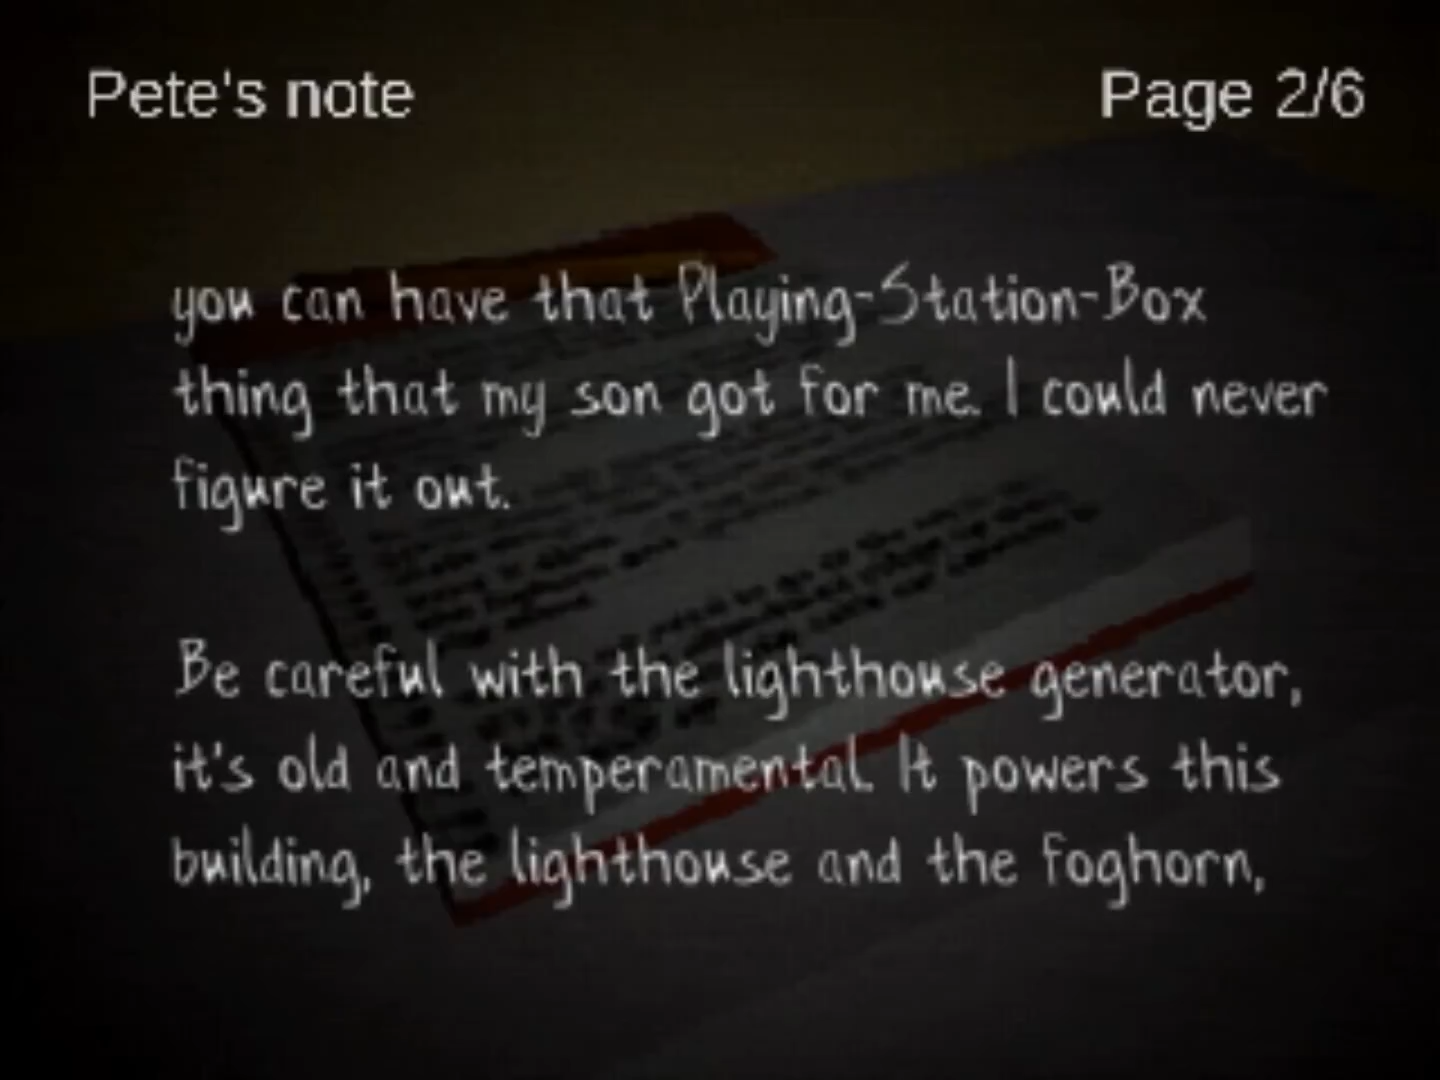 Pete's note
Page 2/6
you can have that Playing-Station-Box
thing that my son got for me. I could never
figure it out.
Be careful with the lighthouse generator,
it's old and temperamental. It powers this
building, the lighthouse and the foghorn,